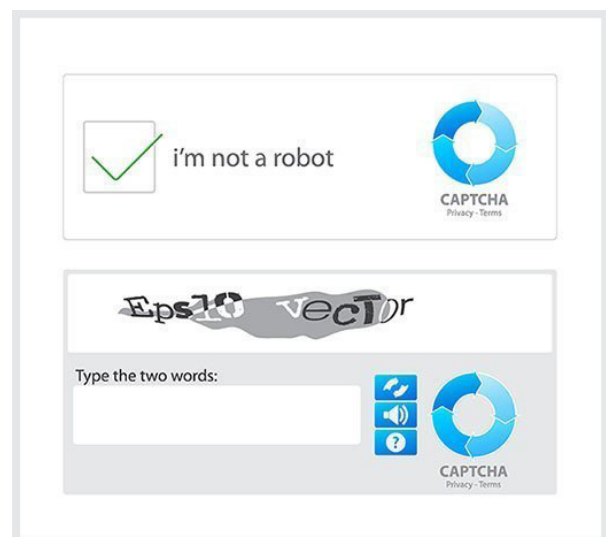 i'm not a robot
CAPTCHA
Privacy - Terms
Eps10 vector
Type the two words:
?
CAPTCHA
Privacy - Terms